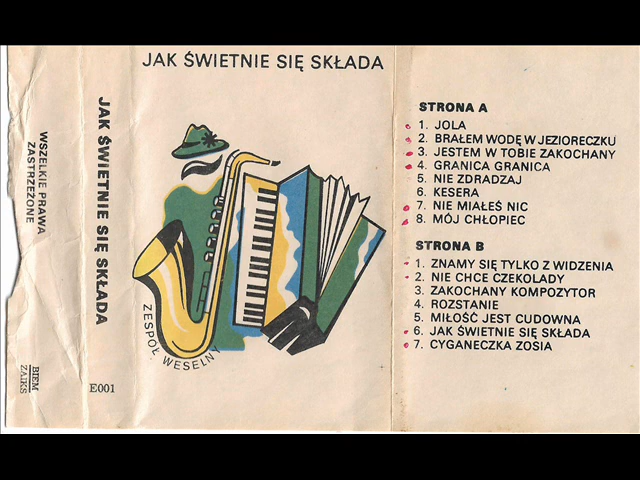 WSZELKIE PRAWA
ZASTRZEŻONE
BIEM
ZAIKS
JAK ŚWIETNIE SIĘ SKŁADA
E001
JAK ŚWIETNIE SIĘ SKŁADA
ZESPÓŁ WESELNY
STRONA A
1. JOLA
2. BRAŁEM WODĘ W JEZIORECZKU
3. JESTEM W TOBIE ZAKOCHANY
4. GRANICA GRANICA
5. NIE ZDRADZAJ
6. KESERA
7. NIE MIAŁEŚ NIC
8. MÓJ CHŁOPIEC
STRONA B
1. ZNAMY SIĘ TYLKO Z WIDZENIA
2. NIE CHCE CZEKOLADY
3. ZAKOCHANY KOMPOZYTOR
4. ROZSTANIE
5. MIŁOŚĆ JEST CUDOWNA
6. JAK ŚWIETNIE SIĘ SKŁADA
7. CYGANECZKA ZOSIA